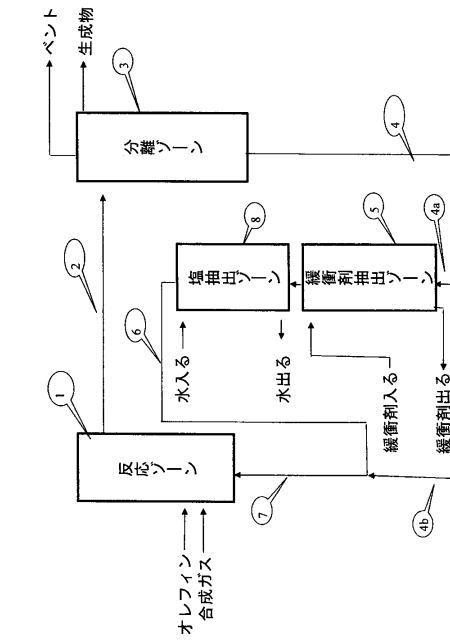 ベント
生成物
3
分離ゾーン
4
2
8
塩抽出ゾーン
5
緩衝剤抽出ゾーン
4a
6
水入る
水出る
緩衝剤入る
緩衝剤出る
1
反応ゾーン
7
4b
オレフィン
合成ガス